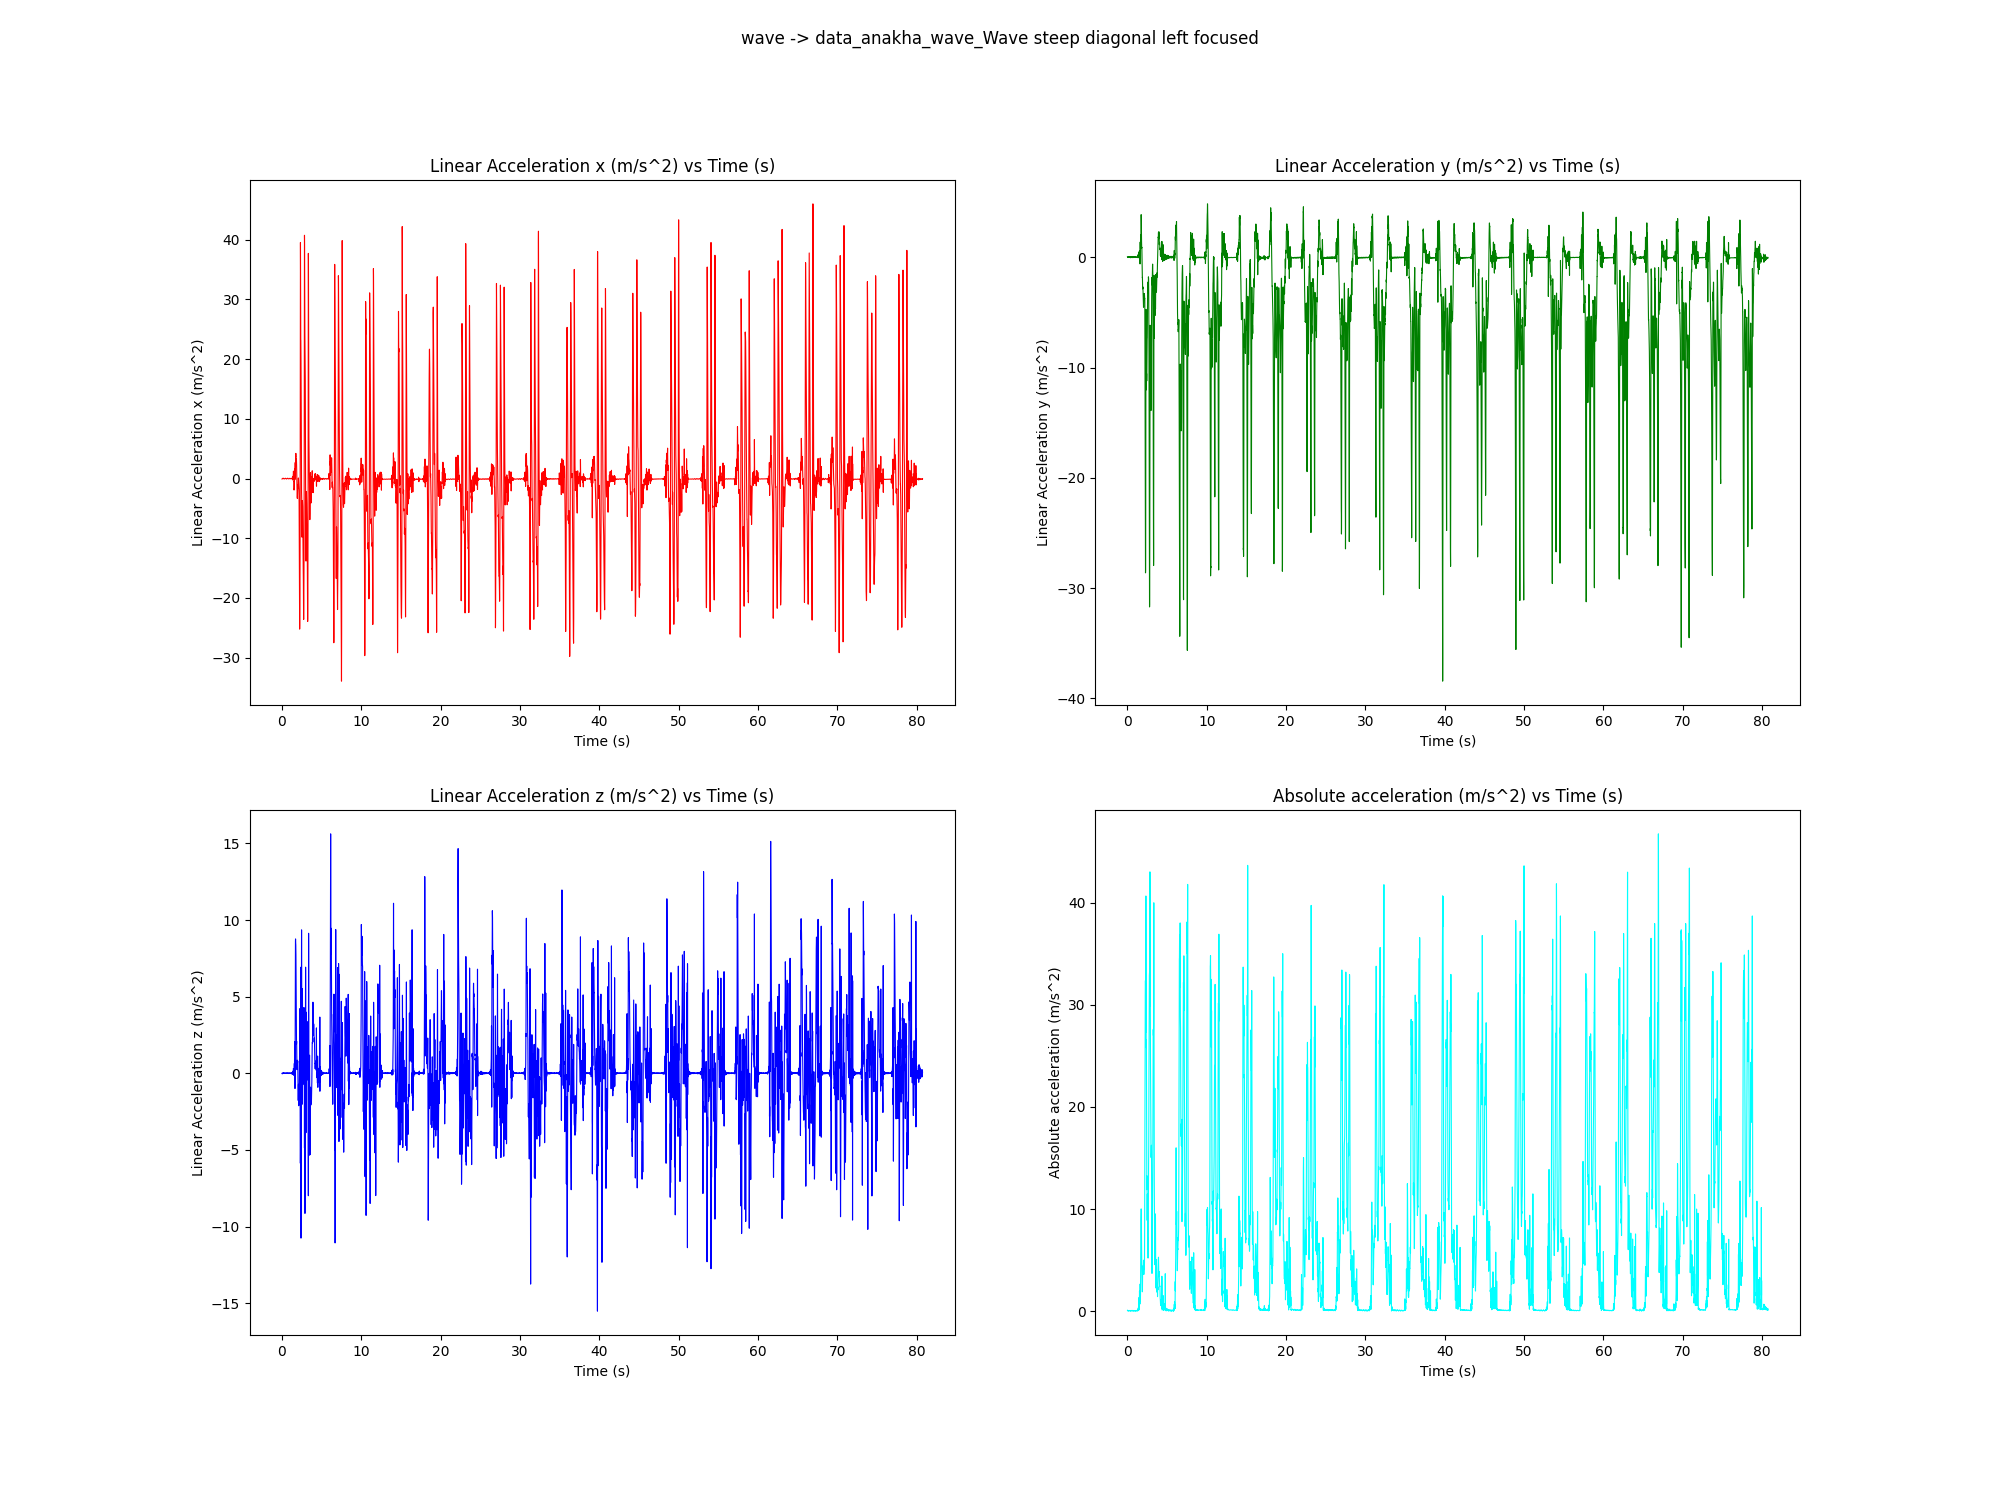 wave -> data_anakha_wave_Wave steep diagonal left focused
Linear Acceleration x (m/s^2) vs Time (s)
Linear Acceleration x (m/s^2)
40
30
20
10
0
−10
−20
−30
0 10 20 30 40 50 60 70 80
Time (s)
Linear Acceleration y (m/s^2) vs Time (s)
Linear Acceleration y (m/s^2)
0
−10
−20
−30
−40
0 10 20 30 40 50 60 70 80
Time (s)
Linear Acceleration z (m/s^2) vs Time (s)
Linear Acceleration z (m/s^2)
15
10
5
0
−5
−10
−15
0 10 20 30 40 50 60 70 80
Time (s)
Absolute acceleration (m/s^2) vs Time (s)
Absolute acceleration (m/s^2)
40
30
20
10
0
0 10 20 30 40 50 60 70 80
Time (s)